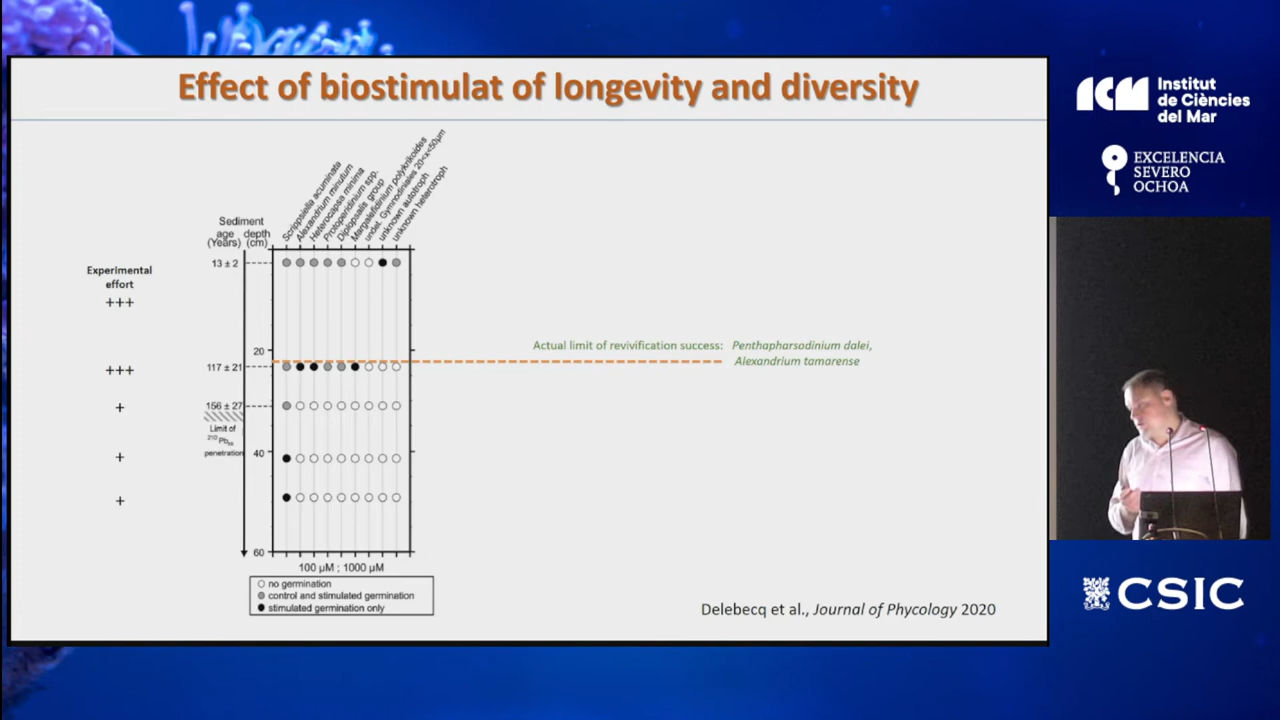 Effect of biostimulat of longevity and diversity
Scrippsiella acuminata
Alexandrium minutum
Heterocapsa minima
Protoperidinium spp.
Diplopsalis group
Margalefidinium polykrikoides
undet. Gymnodiniales 20<x<50µm
unknown autotroph
unknown heterotroph
Sediment
age depth
(Years) (cm)
Experimental
effort
+++
13 ± 2
20
+++
117 ± 21
+
156 ± 27
Limit of
210Pbxs
penetration
40
+
+
60
100 µM ; 1000 µM
no germination
control and stimulated germination
stimulated germination only
Actual limit of revivification success: Penthapharsodinium dalei,
Alexandrium tamarense
Delebecq et al., Journal of Phycology 2020
ICM
Institut
de Ciències
del Mar
EXCELENCIA
SEVERO
OCHOA
CSIC